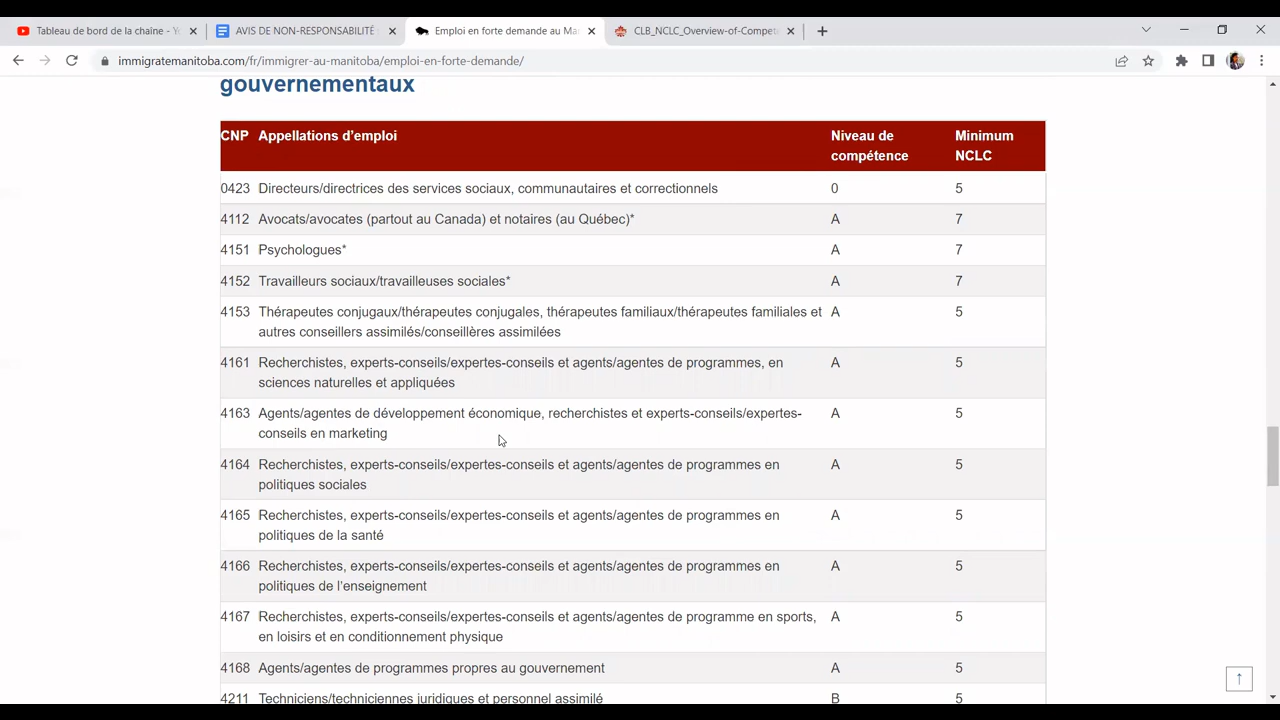 Tableau de bord de la chaîne - Y
AVIS DE NON-RESPONSABILITÉ
Emploi en forte demande au Man
CLB_NCLC_Overview-of-Compete
immigratemanitoba.com/fr/immigrer-au-manitoba/emploi-en-forte-demande/
gouvernementaux
CNP Appellations d'emploi Niveau de compétence Minimum NCLC
0423 Directeurs/directrices des services sociaux, communautaires et correctionnels 0 5
4112 Avocats/avocates (partout au Canada) et notaires (au Québec)* A 7
4151 Psychologues* A 7
4152 Travailleurs sociaux/travailleuses sociales* A 7
4153 Thérapeutes conjugaux/thérapeutes conjugales, thérapeutes familiaux/thérapeutes familiales et A 5
autres conseillers assimilés/conseillères assimilées
4161 Recherchistes, experts-conseils/expertes-conseils et agents/agentes de programmes, en A 5
sciences naturelles et appliquées
4163 Agents/agentes de développement économique, recherchistes et experts-conseils/expertes- A 5
conseils en marketing
4164 Recherchistes, experts-conseils/expertes-conseils et agents/agentes de programmes en A 5
politiques sociales
4165 Recherchistes, experts-conseils/expertes-conseils et agents/agentes de programmes en A 5
politiques de la santé
4166 Recherchistes, experts-conseils/expertes-conseils et agents/agentes de programmes en A 5
politiques de l'enseignement
4167 Recherchistes, experts-conseils/expertes-conseils et agents/agentes de programme en sports, A 5
en loisirs et en conditionnement physique
4168 Agents/agentes de programmes propres au gouvernement A 5
4211 Techniciens/techniciennes juridiques et personnel assimilé B 5